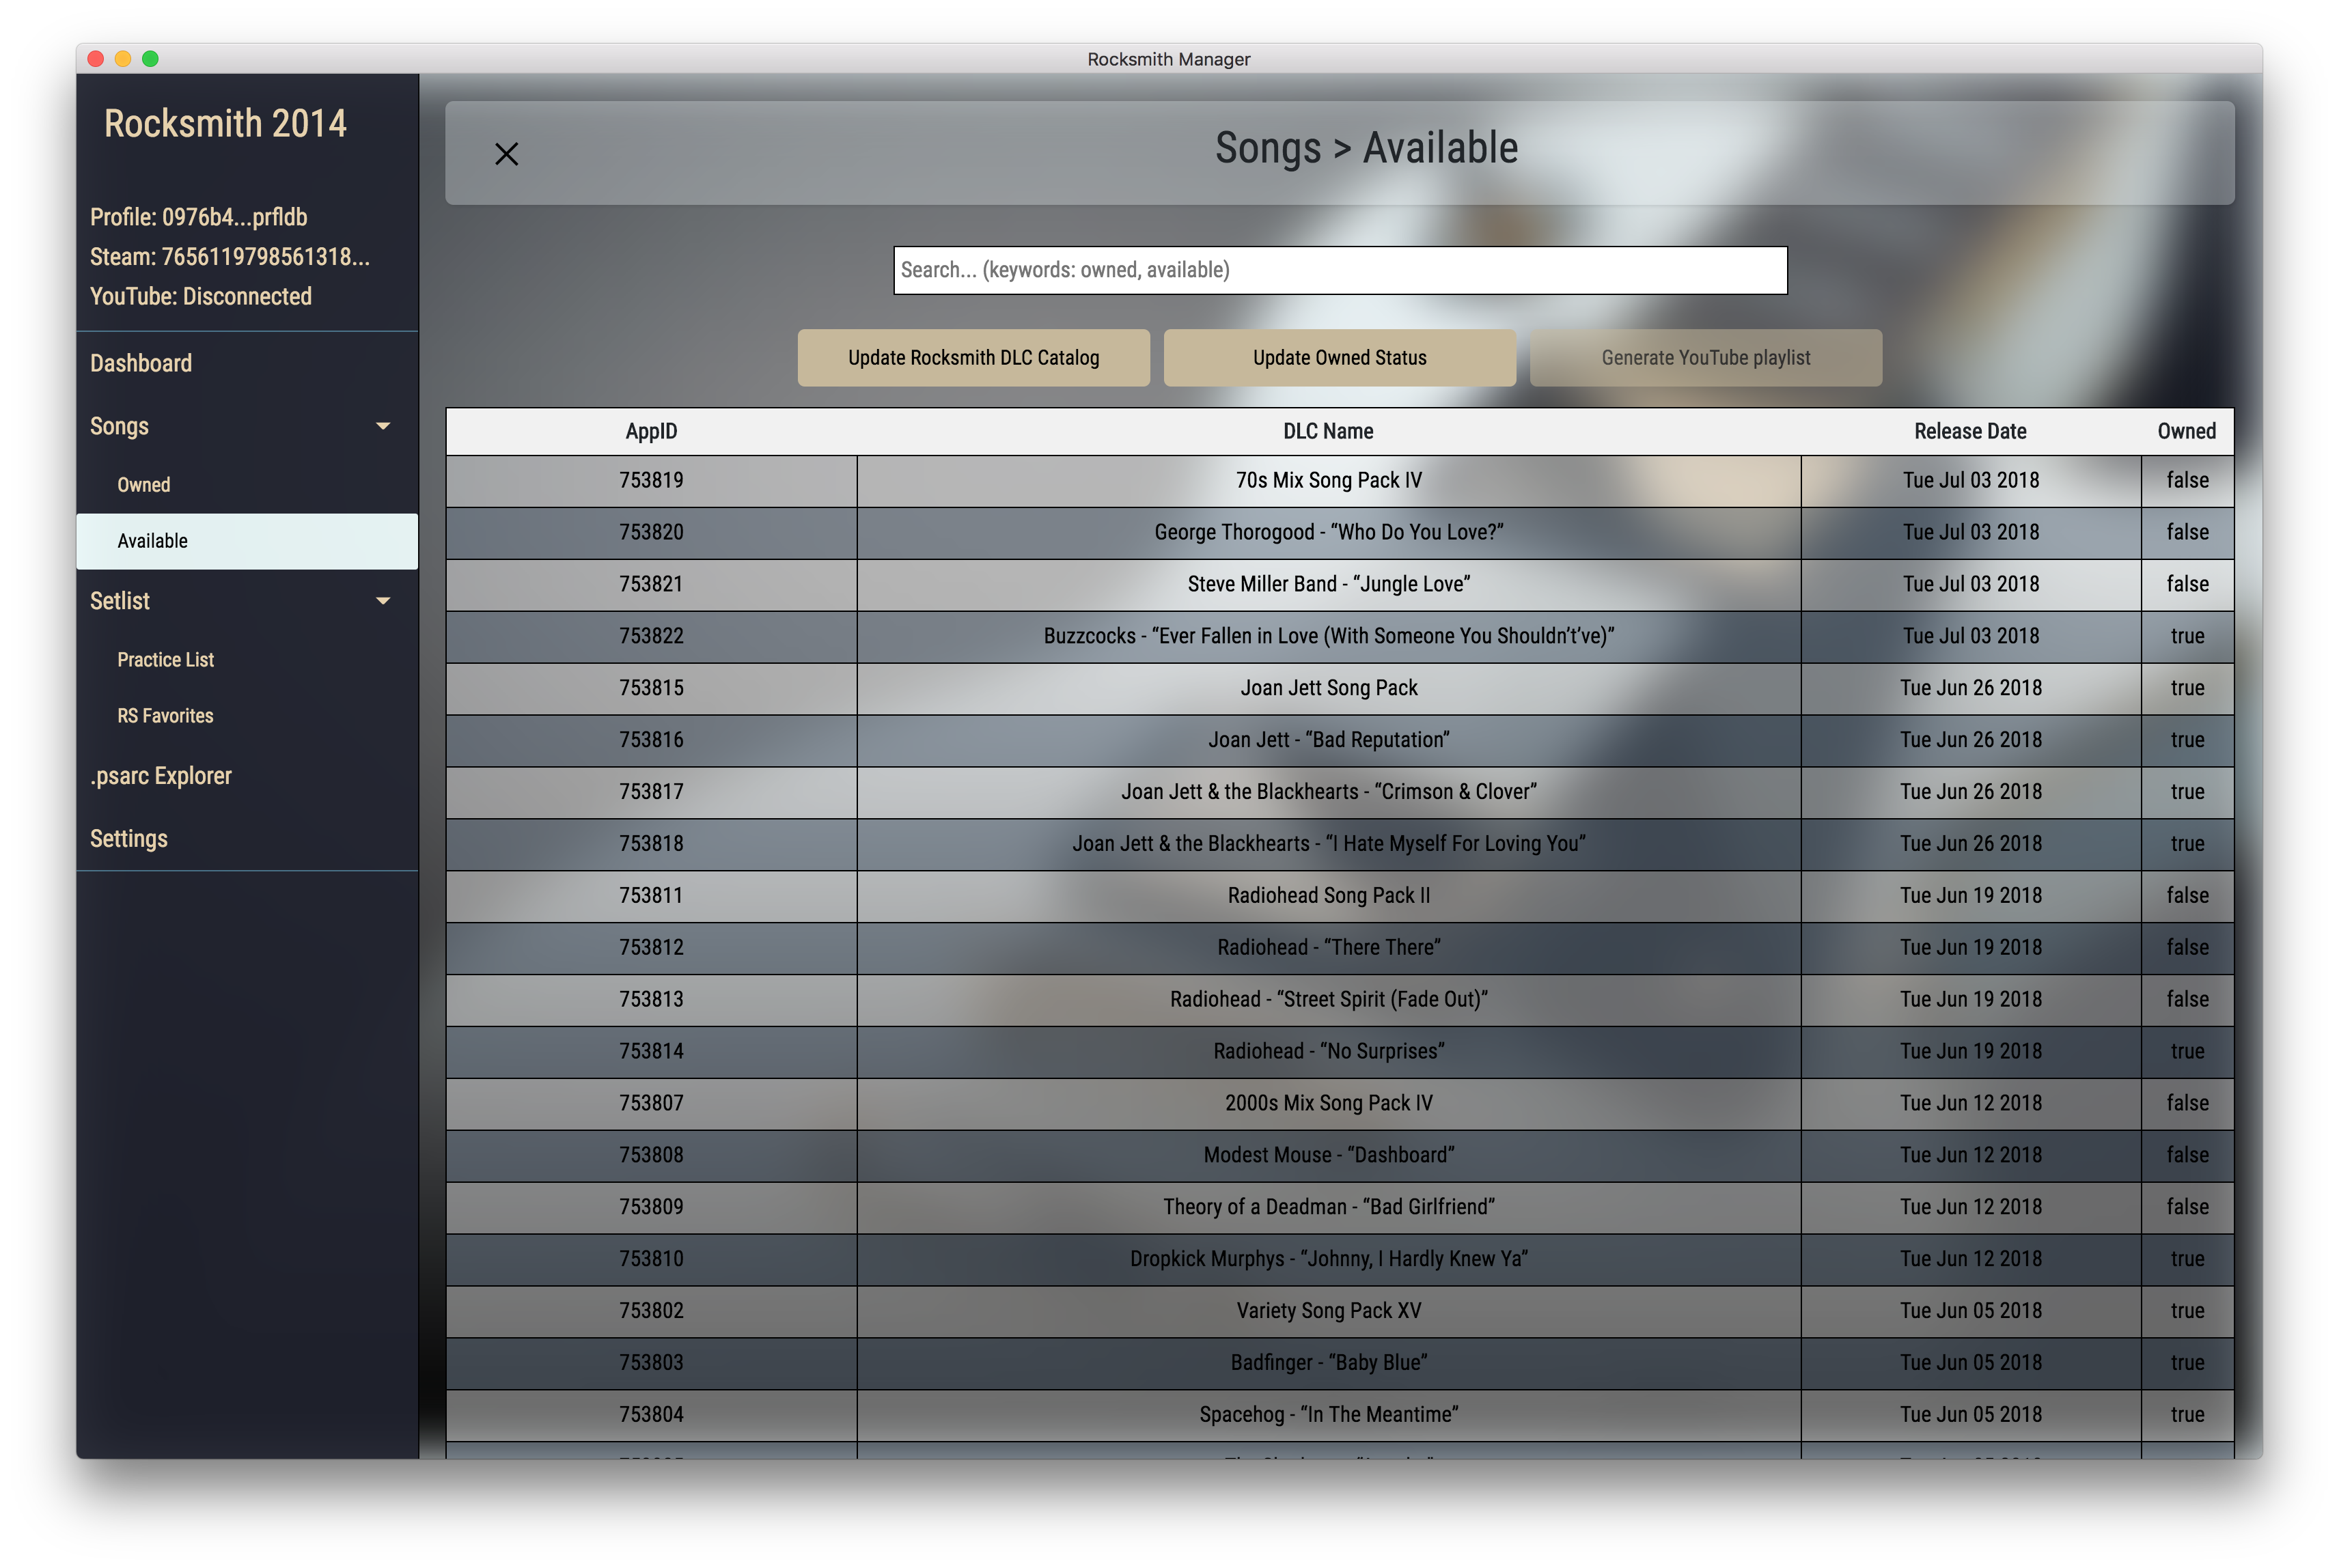 Rocksmith Manager
Rocksmith 2014
Profile: 0976b4...prfldb
Steam: 7656119798561318...
YouTube: Disconnected
Dashboard
Songs
Owned
Available
Setlist
Practice List
RS Favorites
.psarc Explorer
Settings
Songs > Available
Search... (keywords: owned, available)
Update Rocksmith DLC Catalog Update Owned Status Generate YouTube playlist
AppID DLC Name Release Date Owned
753819 70s Mix Song Pack IV Tue Jul 03 2018 false
753820 George Thorogood - “Who Do You Love?” Tue Jul 03 2018 false
753821 Steve Miller Band - “Jungle Love” Tue Jul 03 2018 false
753822 Buzzcocks - “Ever Fallen in Love (With Someone You Shouldn’t’ve)” Tue Jul 03 2018 true
753815 Joan Jett Song Pack Tue Jun 26 2018 true
753816 Joan Jett - “Bad Reputation” Tue Jun 26 2018 true
753817 Joan Jett & the Blackhearts - “Crimson & Clover” Tue Jun 26 2018 true
753818 Joan Jett & the Blackhearts - “I Hate Myself For Loving You” Tue Jun 26 2018 true
753811 Radiohead Song Pack II Tue Jun 19 2018 false
753812 Radiohead - “There There” Tue Jun 19 2018 false
753813 Radiohead - “Street Spirit (Fade Out)” Tue Jun 19 2018 false
753814 Radiohead - “No Surprises” Tue Jun 19 2018 true
753807 2000s Mix Song Pack IV Tue Jun 12 2018 false
753808 Modest Mouse - “Dashboard” Tue Jun 12 2018 false
753809 Theory of a Deadman - “Bad Girlfriend” Tue Jun 12 2018 false
753810 Dropkick Murphys - “Johnny, I Hardly Knew Ya” Tue Jun 12 2018 true
753802 Variety Song Pack XV Tue Jun 05 2018 true
753803 Badfinger - “Baby Blue” Tue Jun 05 2018 true
753804 Spacehog - “In The Meantime” Tue Jun 05 2018 true